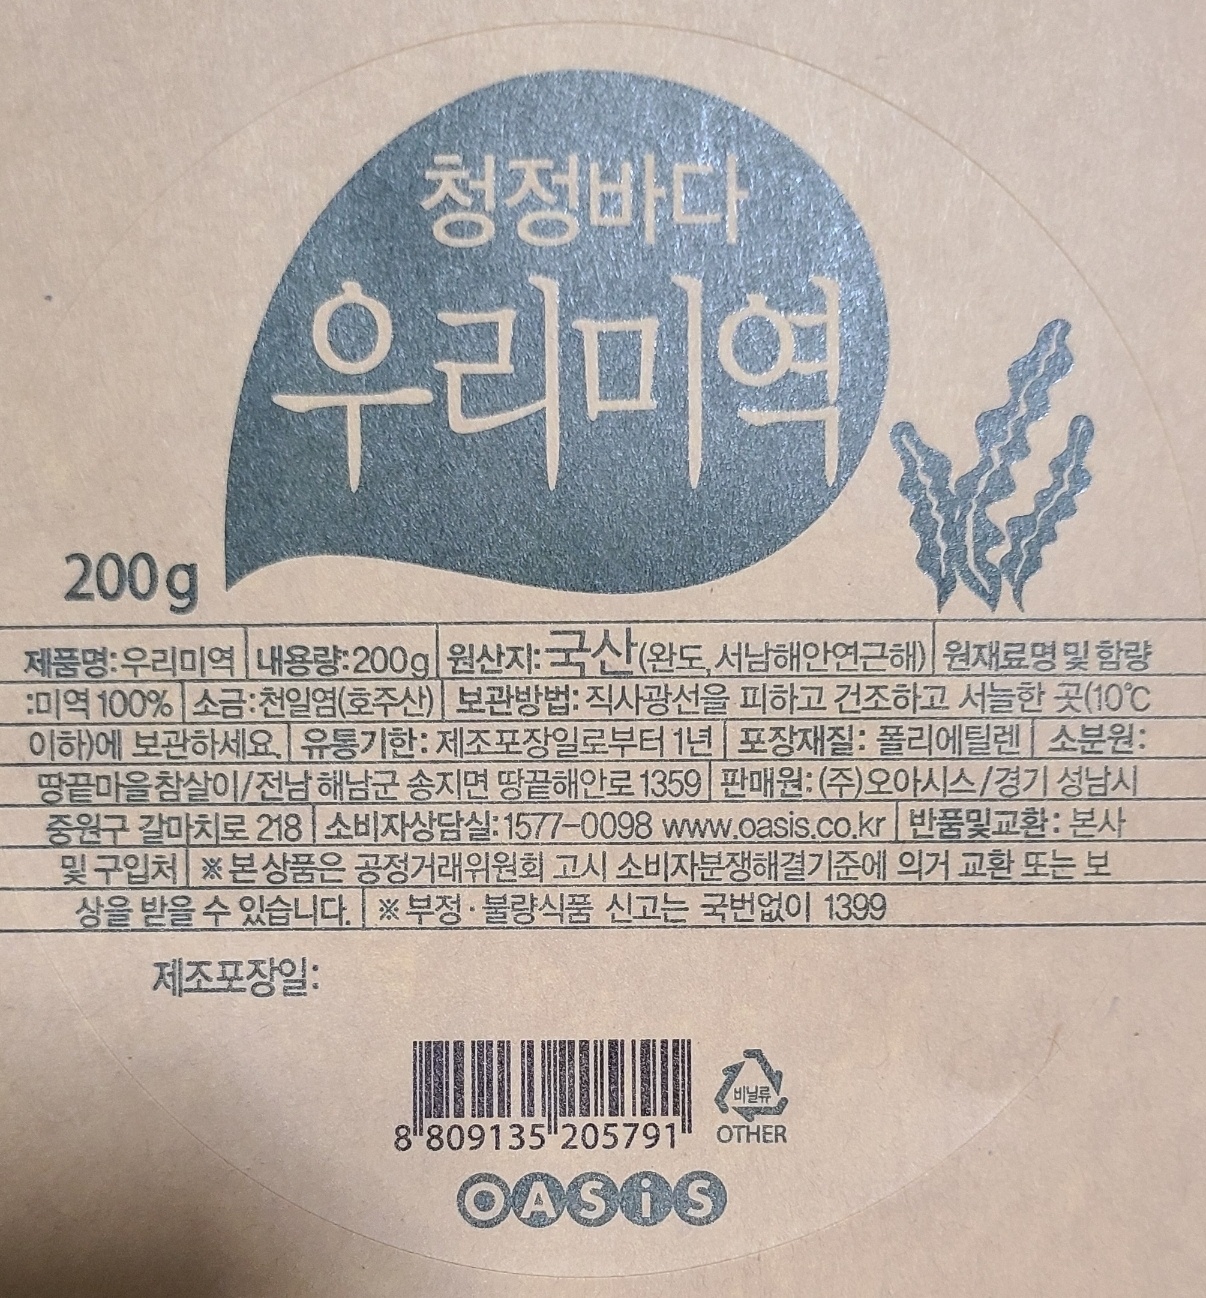 청정바다
우리미역
200g
제품명:우리미역 내용량:200g 원산지:국산(완도,서남해안연근해) 원재료명 및 함량
:미역 100% 소금:천일염(호주산) 보관방법: 직사광선을 피하고 건조하고 서늘한 곳(10℃
이하)에 보관하세요. 유통기한: 제조포장일로부터 1년 포장재질: 폴리에틸렌 소분원:
땅끝마을참살이/전남 해남군 송지면 땅끝해안로 1359 판매원: (주)오아시스/경기 성남시
중원구 갈마치로 218 소비자상담실:1577-0098 www.oasis.co.kr 반품및교환: 본사
및 구입처 ※본 상품은 공정거래위원회 고시 소비자분쟁해결기준에 의거 교환 또는 보
상을 받을 수 있습니다. ※부정·불량식품 신고는 국번없이 1399
제조포장일:
8 809135 205791
비닐류
OTHER
OASiS